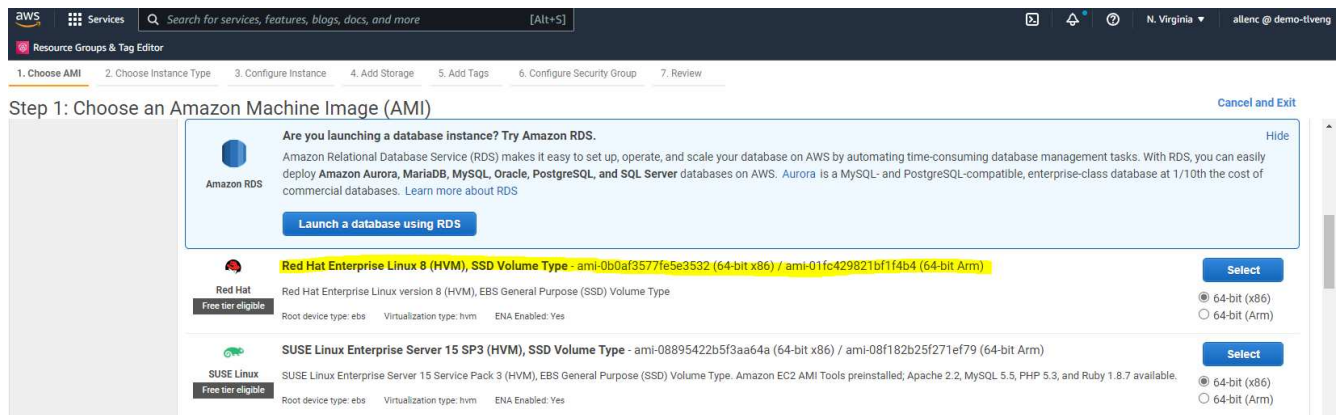 aws Services Search for services, features, blogs, docs, and more [Alt+S] N. Virginia ▼ allenc @ demo-tlveng
Resource Groups & Tag Editor
1. Choose AMI 2. Choose Instance Type 3. Configure Instance 4. Add Storage 5. Add Tags 6. Configure Security Group 7. Review
Step 1: Choose an Amazon Machine Image (AMI) Cancel and Exit
Are you launching a database instance? Try Amazon RDS. Hide
Amazon RDS
Amazon Relational Database Service (RDS) makes it easy to set up, operate, and scale your database on AWS by automating time-consuming database management tasks. With RDS, you can easily
deploy Amazon Aurora, MariaDB, MySQL, Oracle, PostgreSQL, and SQL Server databases on AWS. Aurora is a MySQL- and PostgreSQL-compatible, enterprise-class database at 1/10th the cost of
commercial databases. Learn more about RDS
Launch a database using RDS
Red Hat
Free tier eligible
Red Hat Enterprise Linux 8 (HVM), SSD Volume Type - ami-0b0af3577fe5e3532 (64-bit x86) / ami-01fc429821bf1f4b4 (64-bit Arm)
Red Hat Enterprise Linux version 8 (HVM), EBS General Purpose (SSD) Volume Type
Root device type: ebs Virtualization type: hvm ENA Enabled: Yes
Select
64-bit (x86)
64-bit (Arm)
SUSE Linux
Free tier eligible
SUSE Linux Enterprise Server 15 SP3 (HVM), SSD Volume Type - ami-08895422b5f3aa64a (64-bit x86) / ami-08f182b25f271ef79 (64-bit Arm)
SUSE Linux Enterprise Server 15 Service Pack 3 (HVM), EBS General Purpose (SSD) Volume Type. Amazon EC2 AMI Tools preinstalled; Apache 2.2, MySQL 5.5, PHP 5.3, and Ruby 1.8.7 available.
Root device type: ebs Virtualization type: hvm ENA Enabled: Yes
Select
64-bit (x86)
64-bit (Arm)